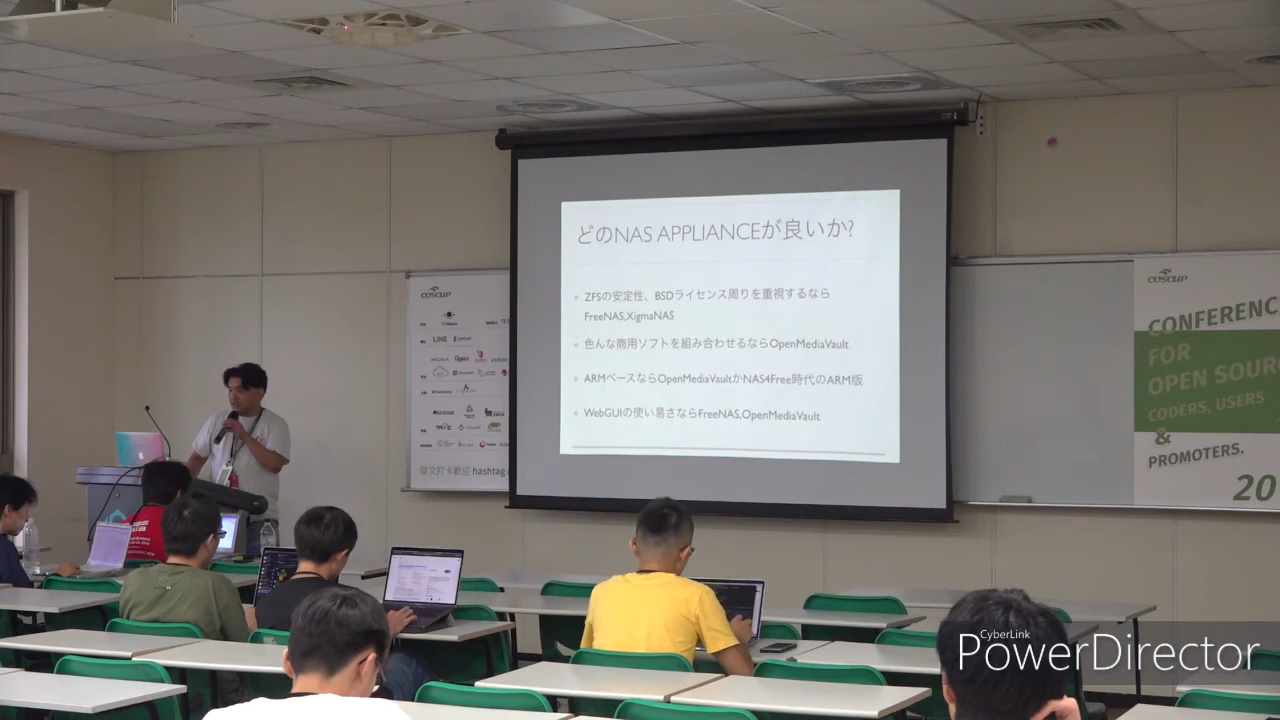 どのNAS APPLIANCEが良いか?
ZFSの安定性、BSDライセンス周りを重視するなら
FreeNAS,XigmaNAS
色んな商用ソフトを組み合わせるならOpenMediaVault
ARMベースならOpenMediaVaultかNAS4Free時代のARM版
WebGUIの使い易さならFreeNAS,OpenMediaVault
COSCUP
LINE
發文打卡歡迎 hashtag
COSCUP
CONFERENC
FOR
OPEN SOUR
CODERS, USERS
&
PROMOTERS.
20
CyberLink
PowerDirector